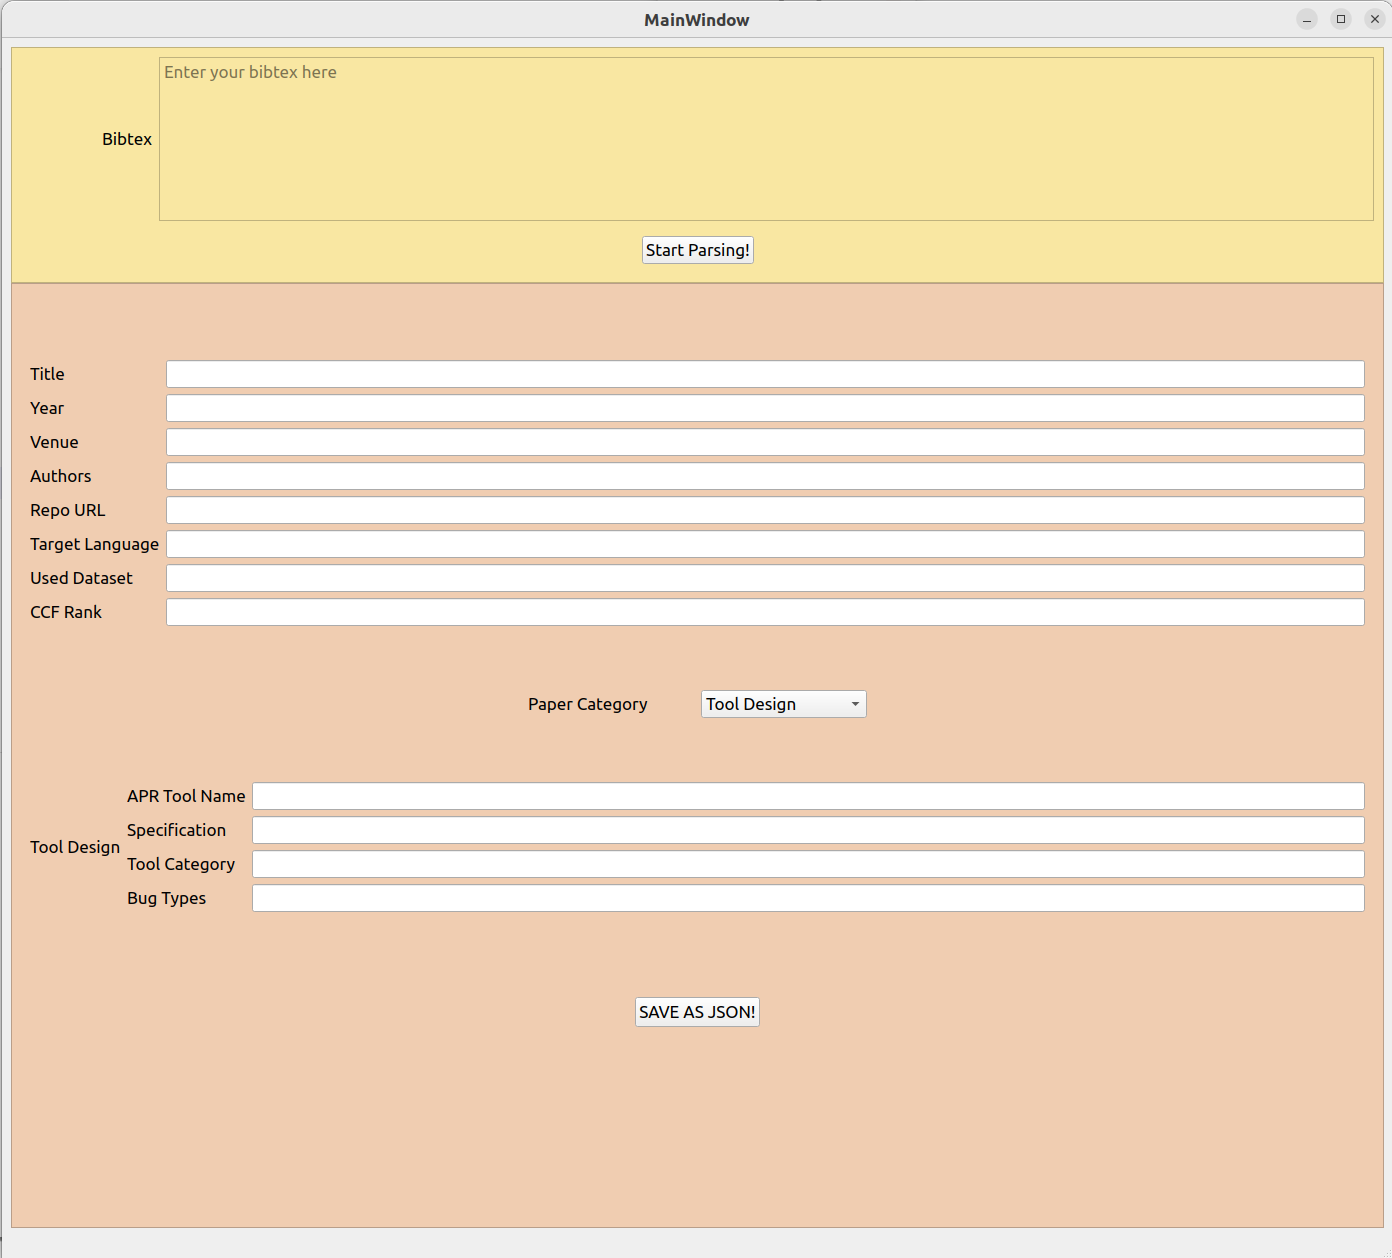 MainWindow
Enter your bibtex here
Bibtex
Start Parsing!
Title
Year
Venue
Authors
Repo URL
Target Language
Used Dataset
CCF Rank
Paper Category Tool Design
APR Tool Name
Specification
Tool Design
Tool Category
Bug Types
SAVE AS JSON!